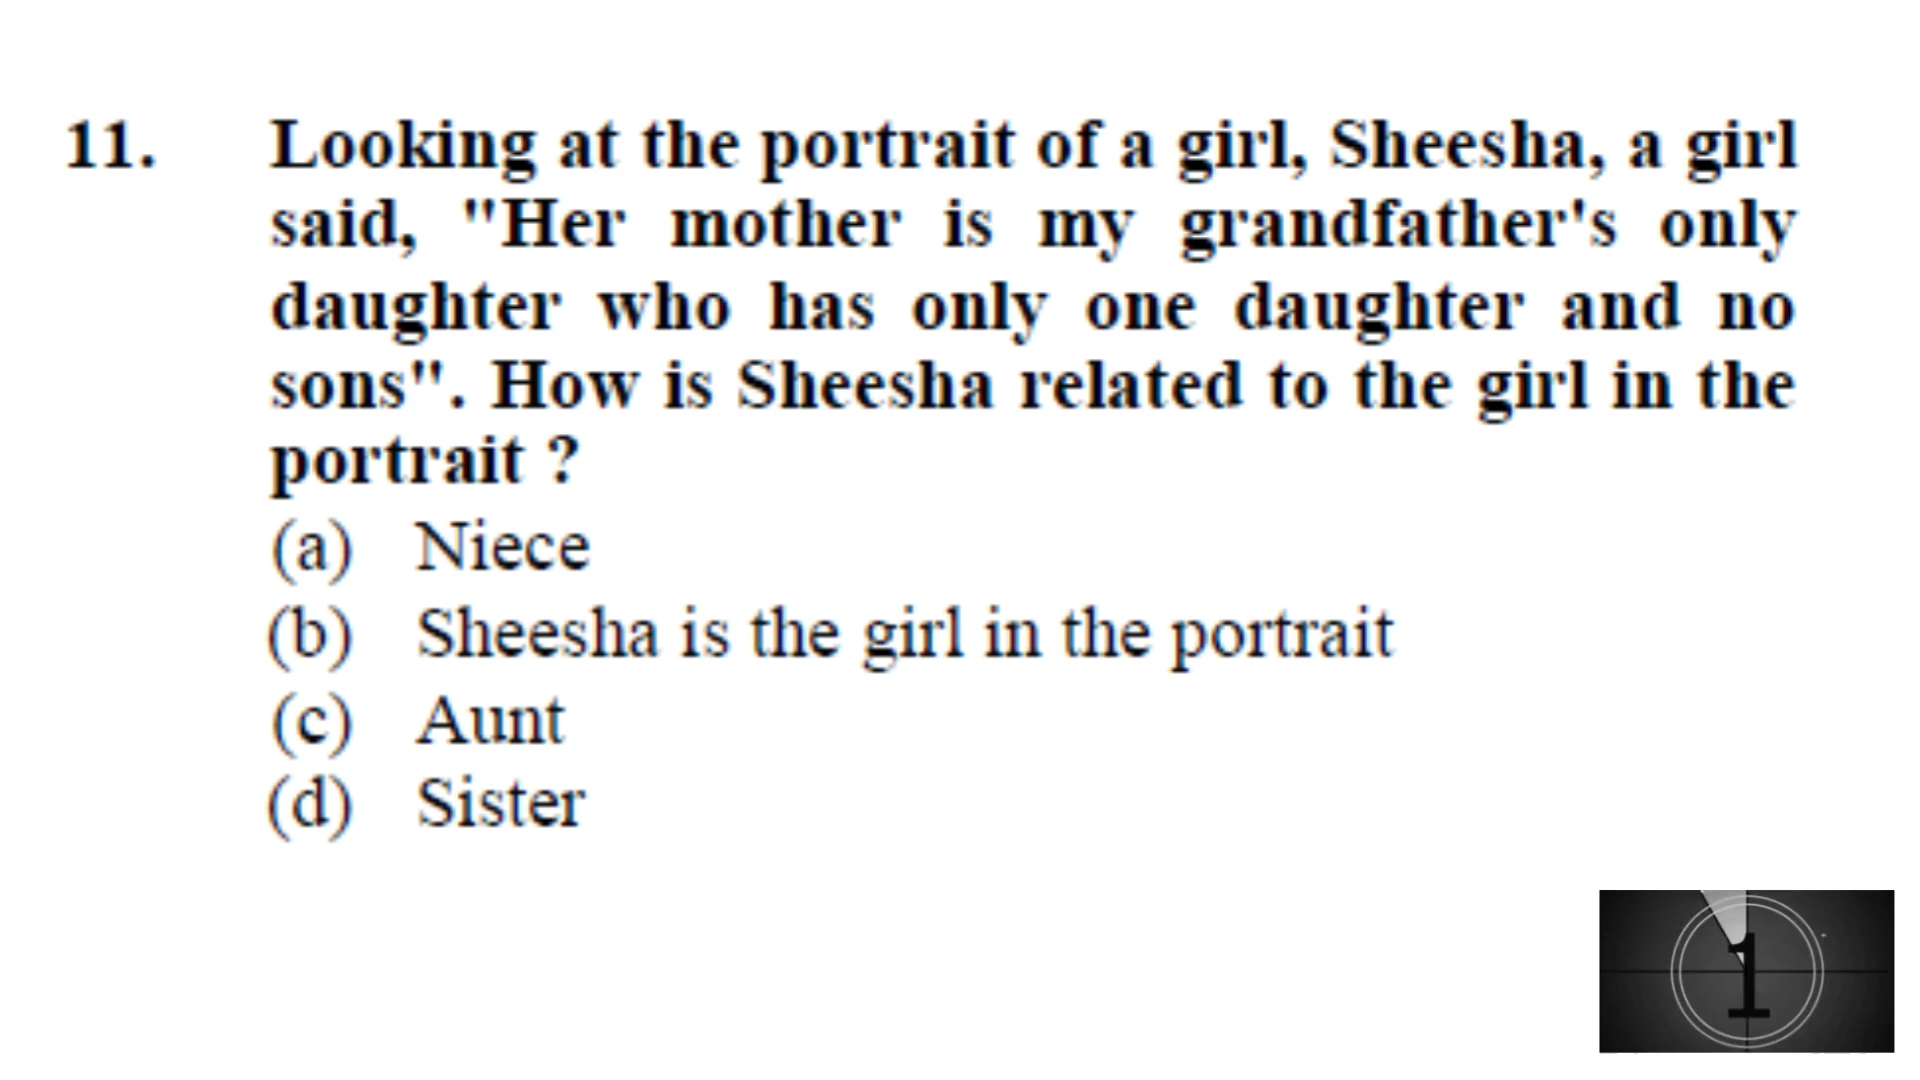 11. Looking at the portrait of a girl, Sheesha, a girl
said, "Her mother is my grandfather's only
daughter who has only one daughter and no
sons". How is Sheesha related to the girl in the
portrait ?
(a) Niece
(b) Sheesha is the girl in the portrait
(c) Aunt
(d) Sister
1